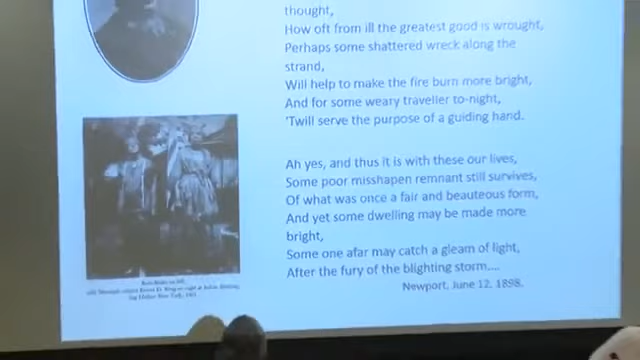 thought,
How oft from ill the greatest good is wrought,
Perhaps some shattered wreck along the
strand,
Will help to make the fire burn more bright,
And for some weary traveller to-night,
'Twill serve the purpose of a guiding hand.
Ah yes, and thus it is with these our lives,
Some poor misshapen remnant still survives,
Of what was once a fair and beauteous form,
And yet some dwelling may be made more
bright,
Some one afar may catch a gleam of light,
After the fury of the blighting storm....
Newport, June 12, 1898.